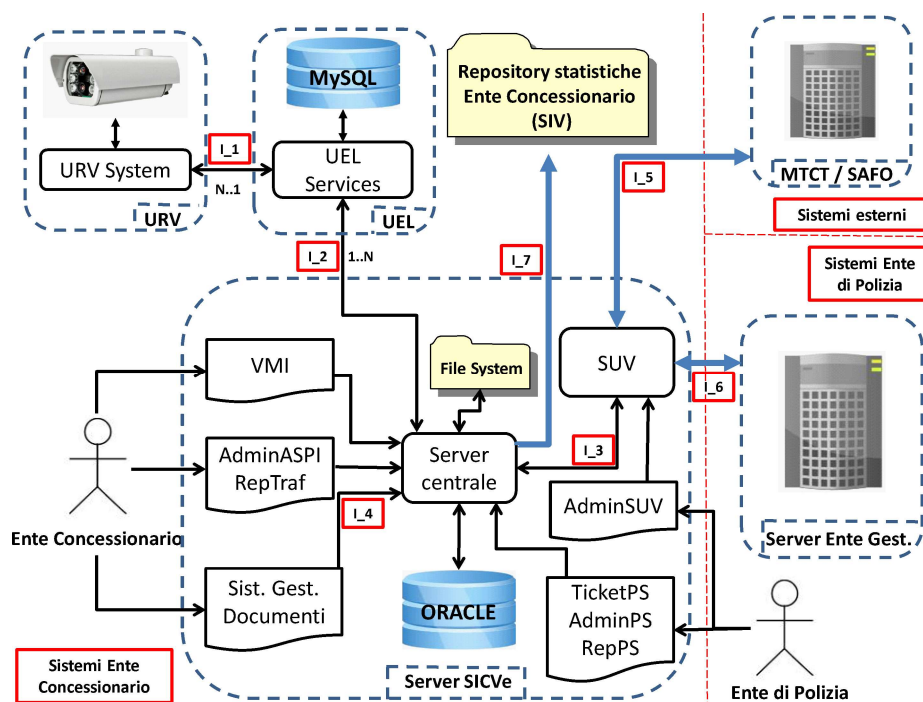 MySQL
Repository statistiche
Ente Concessionario
(SIV)
I_1
URV System
N..1
UEL
Services
URV
UEL
I_5
MTCT / SAFO
Sistemi esterni
I_2
1..N
I_7
Sistemi Ente
di Polizia
VMI
File System
SUV
I_6
AdminASPI
RepTraf
Server
centrale
I_3
I_4
AdminSUV
Ente Concessionario
Server Ente Gest.
Sist. Gest.
Documenti
ORACLE
TicketPS
AdminPS
RepPS
Sistemi Ente
Concessionario
Server SICVe
Ente di Polizia